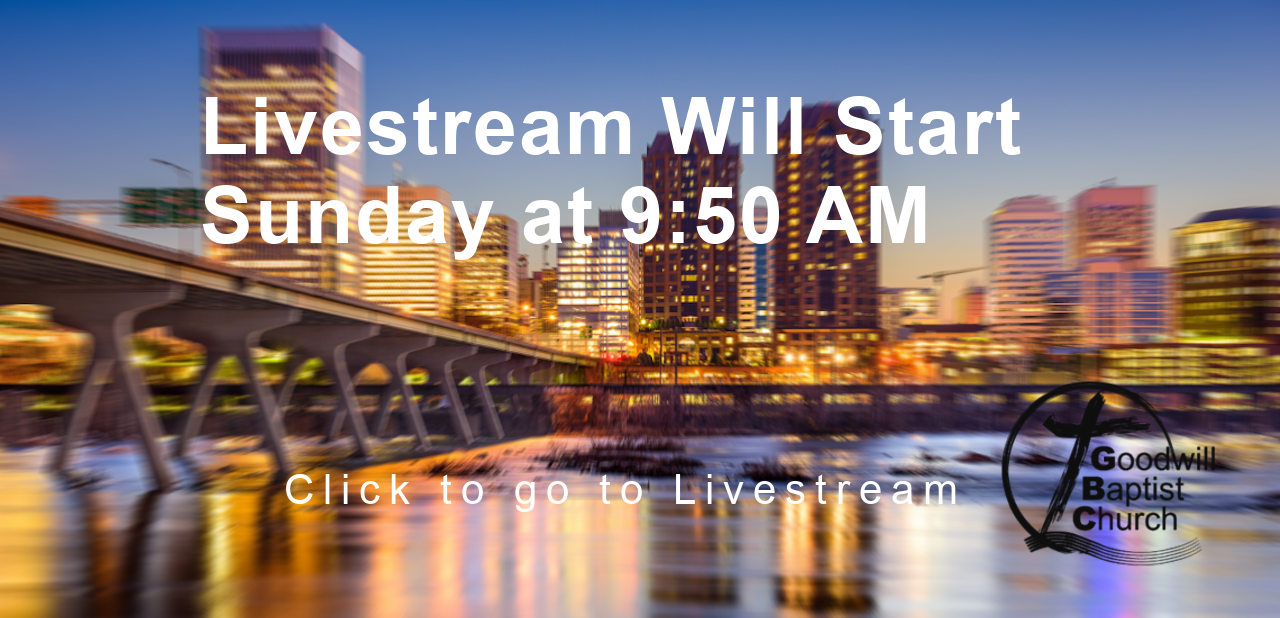 Livestream Will Start
Sunday at 9:50 AM
Click to go to Livestream
Goodwill
Baptist
Church